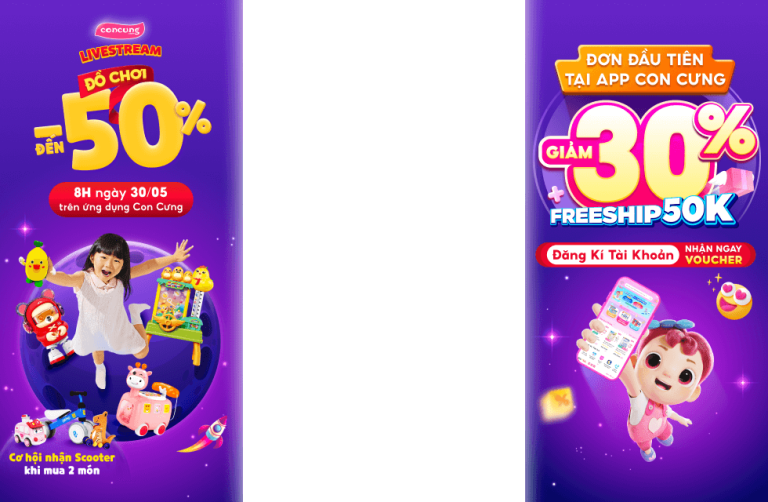 concung
LIVESTREAM
ĐỒ CHƠI
ĐẾN -50%
8H ngày 30/05
trên ứng dụng Con Cưng
Cơ hội nhận Scooter
khi mua 2 món
ĐƠN ĐẦU TIÊN
TẠI APP CON CƯNG
GIẢM 30%
+ FREESHIP 50K
Đăng Kí Tài Khoản
NHẬN NGAY
VOUCHER